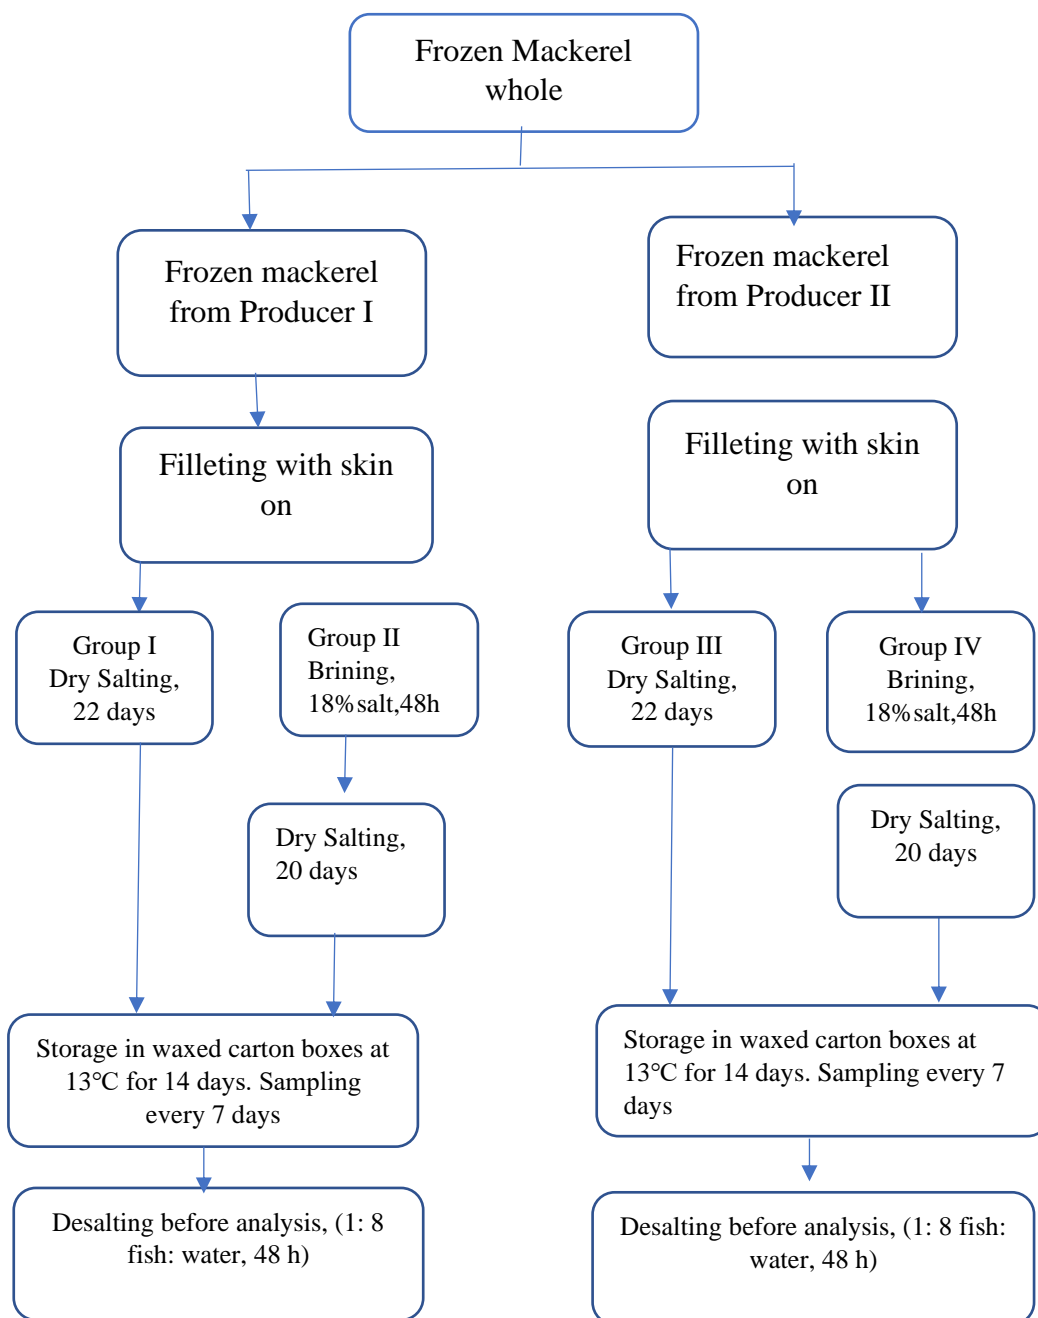 Frozen Mackerel
whole
Frozen mackerel
from Producer I
Frozen mackerel
from Producer II
Filleting with skin
on
Filleting with skin
on
Group I
Dry Salting,
22 days
Group II
Brining,
18% salt,48h
Group III
Dry Salting,
22 days
Group IV
Brining,
18% salt,48h
Dry Salting,
20 days
Dry Salting,
20 days
Storage in waxed carton boxes at
13°C for 14 days. Sampling
every 7 days
Storage in waxed carton boxes at
13°C for 14 days. Sampling every 7
days
Desalting before analysis, (1: 8
fish: water, 48 h)
Desalting before analysis, (1: 8 fish:
water, 48 h)